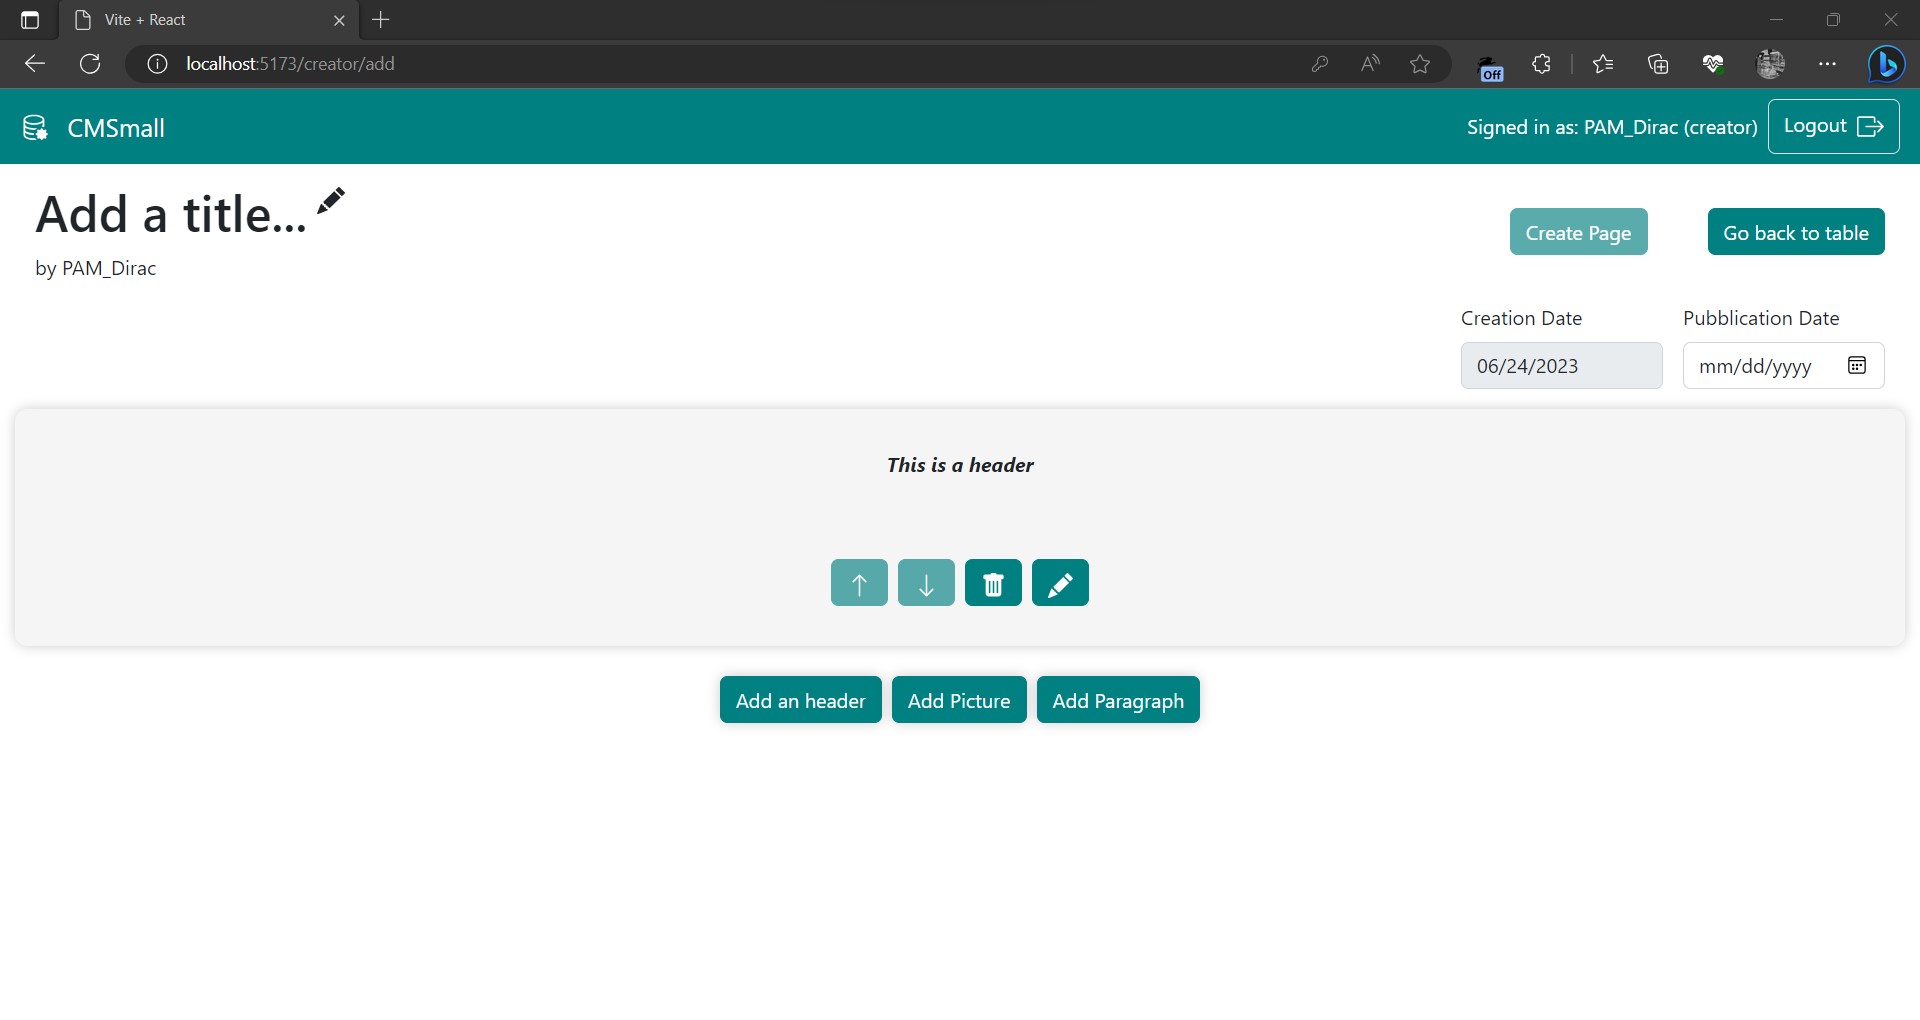 Vite + React
localhost:5173/creator/add
Off
CMSmall
Signed in as: PAM_Dirac (creator)
Logout
Add a title...
by PAM_Dirac
Create Page
Go back to table
Creation Date
Pubblication Date
06/24/2023
mm/dd/yyyy
This is a header
Add an header
Add Picture
Add Paragraph